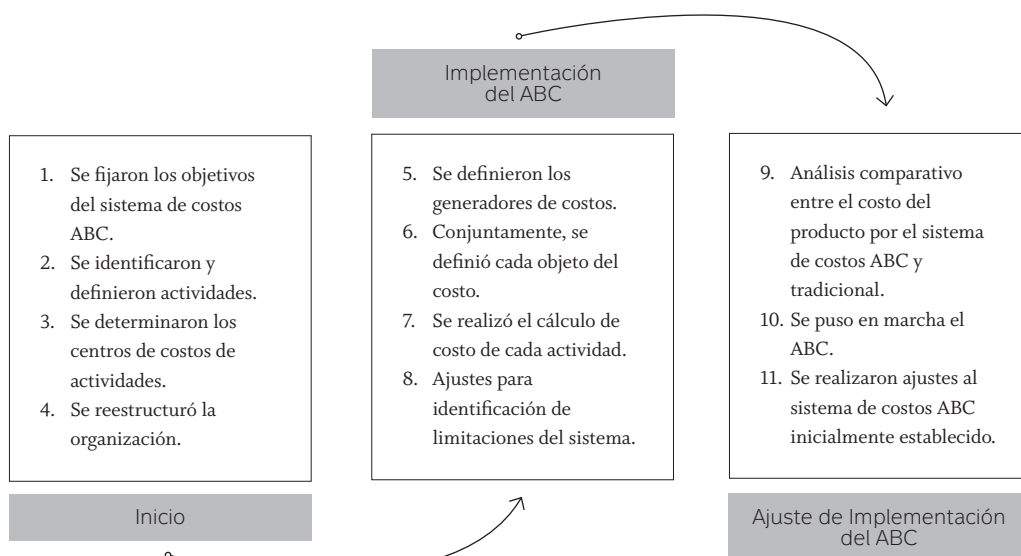 1. Se fijaron los objetivos
del sistema de costos
ABC.
2. Se identificaron y
definieron actividades.
3. Se determinaron los
centros de costos de
actividades.
4. Se reestructuró la
organización.
Inicio
Implementación
del ABC
5. Se definieron los
generadores de costos.
6. Conjuntamente, se
definió cada objeto del
costo.
7. Se realizó el cálculo de
costo de cada actividad.
8. Ajustes para
identificación de
limitaciones del sistema.
9. Análisis comparativo
entre el costo del
producto por el sistema
de costos ABC y
tradicional.
10. Se puso en marcha el
ABC.
11. Se realizaron ajustes al
sistema de costos ABC
inicialmente establecido.
Ajuste de Implementación
del ABC